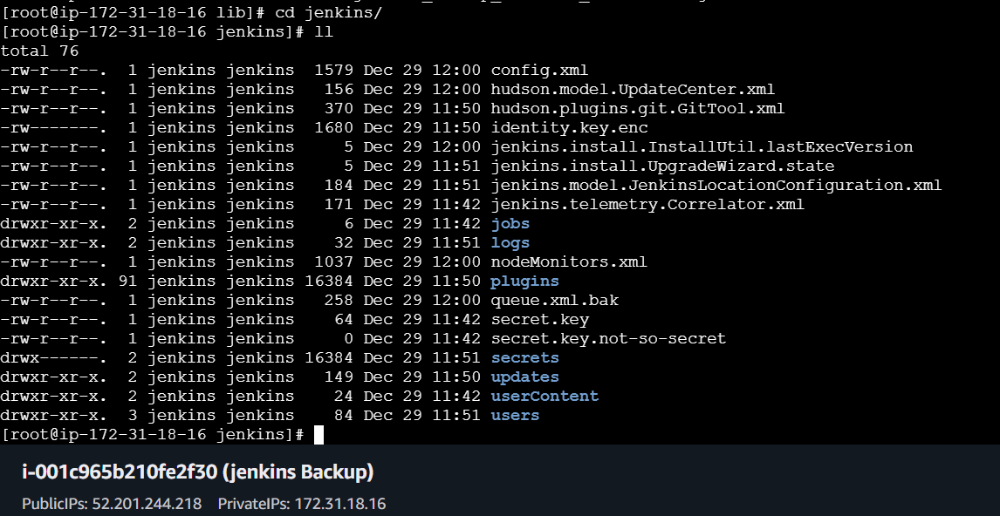 [root@ip-172-31-18-16 lib]# cd jenkins/
[root@ip-172-31-18-16 jenkins]# ll
total 76
-rw-r--r--.  1 jenkins jenkins  1579 Dec 29 12:00 config.xml
-rw-r--r--.  1 jenkins jenkins   156 Dec 29 12:00 hudson.model.UpdateCenter.xml
-rw-r--r--.  1 jenkins jenkins   370 Dec 29 11:50 hudson.plugins.git.GitTool.xml
-rw-------.  1 jenkins jenkins  1680 Dec 29 11:50 identity.key.enc
-rw-r--r--.  1 jenkins jenkins     5 Dec 29 12:00 jenkins.install.InstallUtil.lastExecVersion
-rw-r--r--.  1 jenkins jenkins     5 Dec 29 11:51 jenkins.install.UpgradeWizard.state
-rw-r--r--.  1 jenkins jenkins   184 Dec 29 11:51 jenkins.model.JenkinsLocationConfiguration.xml
-rw-r--r--.  1 jenkins jenkins   171 Dec 29 11:42 jenkins.telemetry.Correlator.xml
drwxr-xr-x.  2 jenkins jenkins     6 Dec 29 11:42 jobs
drwxr-xr-x.  2 jenkins jenkins    32 Dec 29 11:51 logs
-rw-r--r--.  1 jenkins jenkins  1037 Dec 29 12:00 nodeMonitors.xml
drwxr-xr-x. 91 jenkins jenkins 16384 Dec 29 11:50 plugins
-rw-r--r--.  1 jenkins jenkins   258 Dec 29 12:00 queue.xml.bak
-rw-r--r--.  1 jenkins jenkins    64 Dec 29 11:42 secret.key
-rw-r--r--.  1 jenkins jenkins     0 Dec 29 11:42 secret.key.not-so-secret
drwx------.  2 jenkins jenkins 16384 Dec 29 11:51 secrets
drwxr-xr-x.  2 jenkins jenkins   149 Dec 29 11:50 updates
drwxr-xr-x.  2 jenkins jenkins    24 Dec 29 11:42 userContent
drwxr-xr-x.  3 jenkins jenkins    84 Dec 29 11:51 users
[root@ip-172-31-18-16 jenkins]#
i-001c965b210fe2f30 (jenkins Backup)
PublicIPs: 52.201.244.218 PrivateIPs: 172.31.18.16